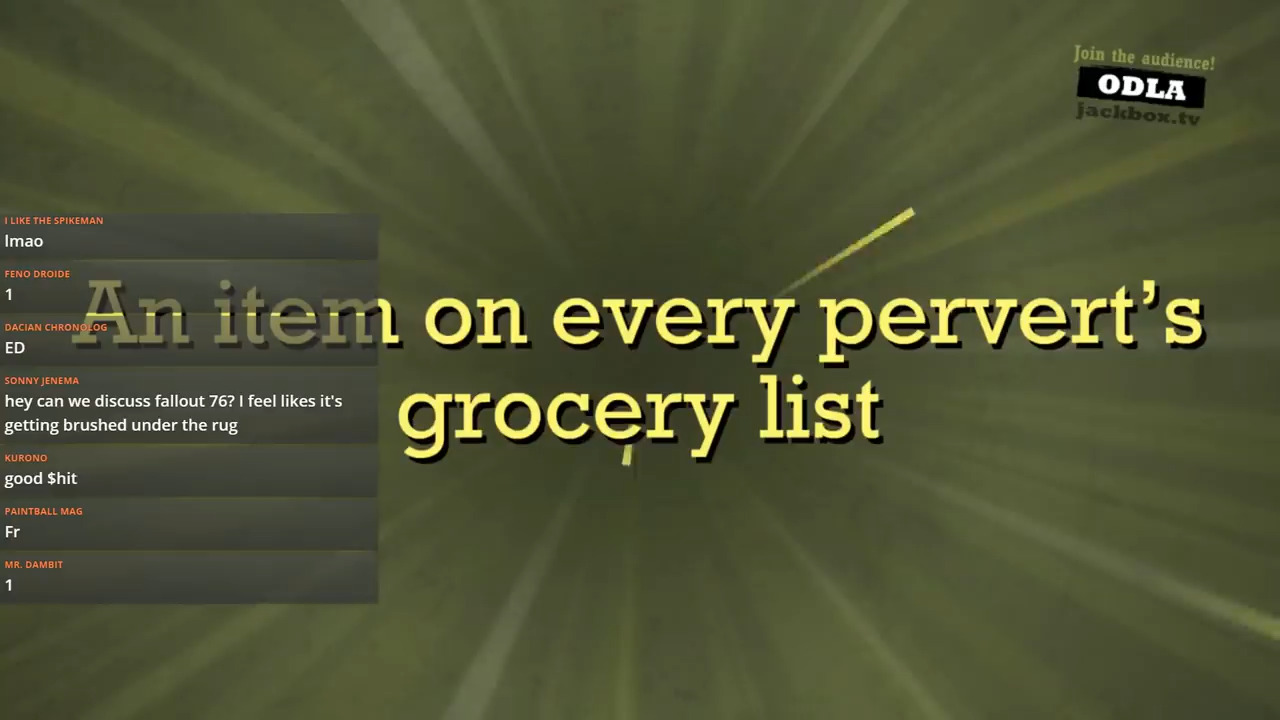 Join the audience!
ODLA
jackbox.tv
I LIKE THE SPIKEMAN
lmao
FENO DROIDE
1
DACIAN CHRONOLOG
ED
SONNY JENEMA
hey can we discuss fallout 76? I feel likes it's
getting brushed under the rug
KURONO
good $hit
PAINTBALL MAG
Fr
MR. DAMBIT
1
An item on every pervert’s
grocery list